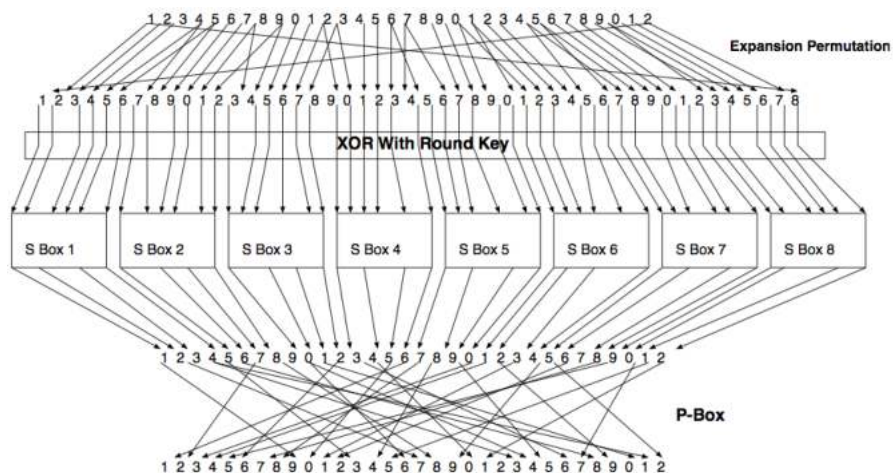 1 2 3 4 5 6 7 8 9 0 1 2 3 4 5 6 7 8 9 0 1 2 3 4 5 6 7 8 9 0 1 2
Expansion Permutation
1 2 3 4 5 6 7 8 9 0 1 2 3 4 5 6 7 8 9 0 1 2 3 4 5 6 7 8 9 0 1 2 3 4 5 6 7 8 9 0 1 2 3 4 5 6 7 8
XOR With Round Key
S Box 1 S Box 2 S Box 3 S Box 4 S Box 5 S Box 6 S Box 7 S Box 8
1 2 3 4 5 6 7 8 9 0 1 2 3 4 5 6 7 8 9 0 1 2 3 4 5 6 7 8 9 0 1 2
P-Box
1 2 3 4 5 6 7 8 9 0 1 2 3 4 5 6 7 8 9 0 1 2 3 4 5 6 7 8 9 0 1 2